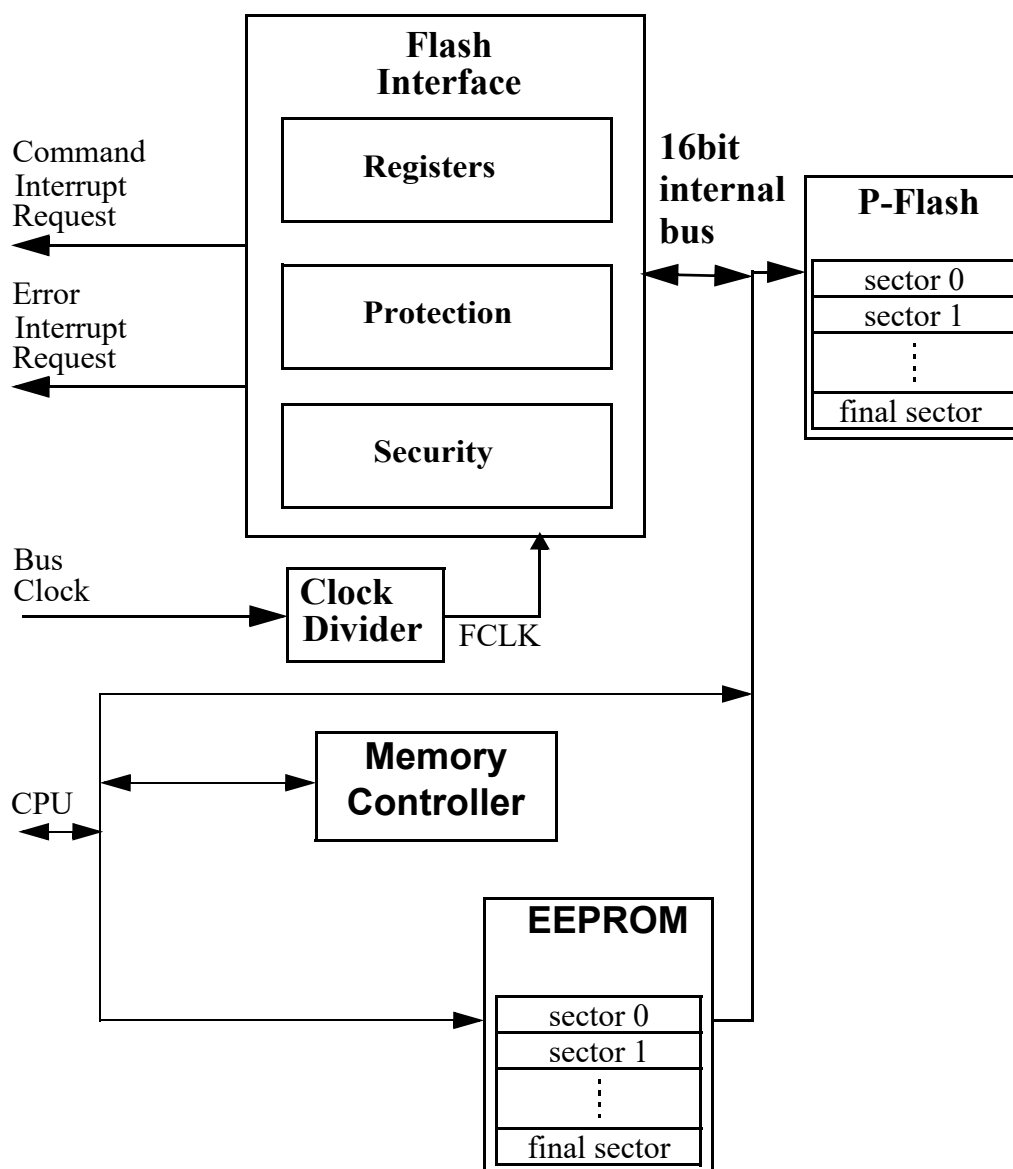 Flash
Interface
Registers
Protection
Security
Command
Interrupt
Request
Error
Interrupt
Request
16bit
internal
bus
P-Flash
sector 0
sector 1
final sector
Bus
Clock
Clock
Divider
FCLK
Memory
Controller
CPU
EEPROM
sector 0
sector 1
final sector